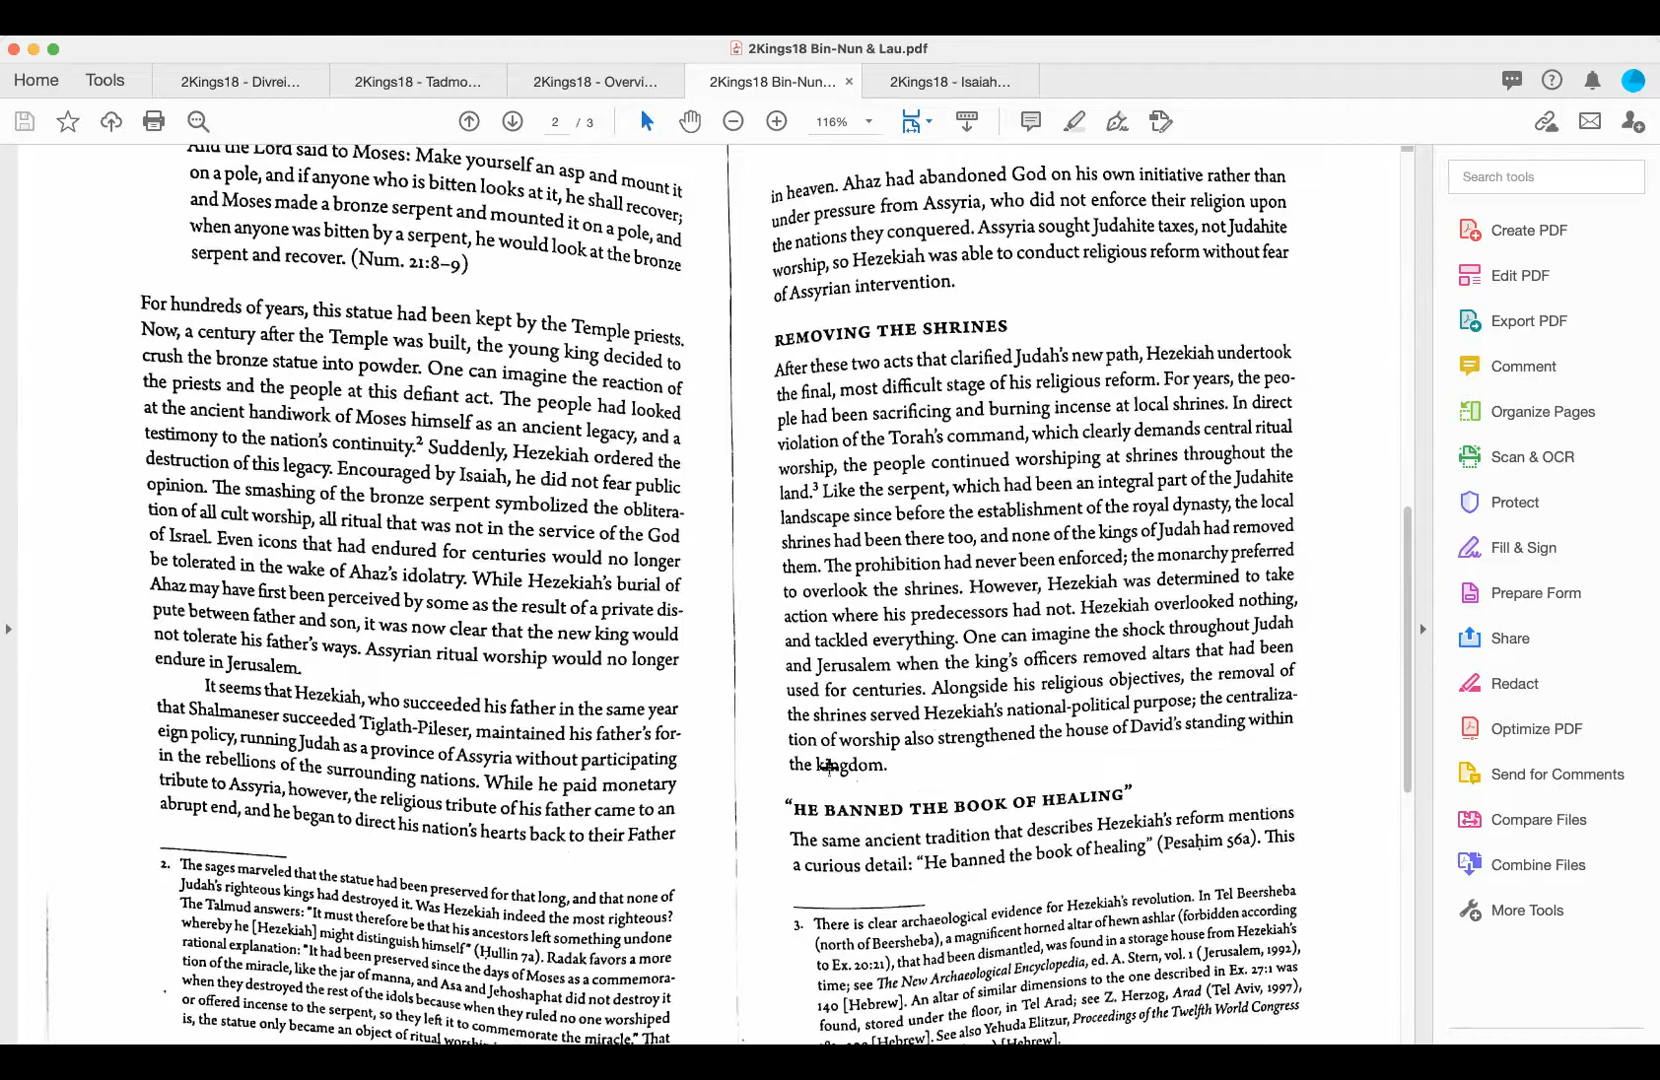 2Kings18 Bin-Nun & Lau.pdf
Home
Tools
2Kings18 - Divrei...
2Kings18 - Tadmo...
2Kings18 - Overvi...
2Kings18 Bin-Nun... ×
2Kings18 - Isaiah...
2 / 3
116%
And the Lord said to Moses: Make yourself an asp and mount it
on a pole, and if anyone who is bitten looks at it, he shall recover;
and Moses made a bronze serpent and mounted it on a pole, and
when anyone was bitten by a serpent, he would look at the bronze
serpent and recover. (Num. 21:8–9)
For hundreds of years, this statue had been kept by the Temple priests.
Now, a century after the Temple was built, the young king decided to
crush the bronze statue into powder. One can imagine the reaction of
the priests and the people at this defiant act. The people had looked
at the ancient handiwork of Moses himself as an ancient legacy, and a
testimony to the nation's continuity.² Suddenly, Hezekiah ordered the
destruction of this legacy. Encouraged by Isaiah, he did not fear public
opinion. The smashing of the bronze serpent symbolized the oblitera-
tion of all cult worship, all ritual that was not in the service of the God
of Israel. Even icons that had endured for centuries would no longer
be tolerated in the wake of Ahaz's idolatry. While Hezekiah's burial of
Ahaz may have first been perceived by some as the result of a private dis-
pute between father and son, it was now clear that the new king would
not tolerate his father's ways. Assyrian ritual worship would no longer
endure in Jerusalem.
It seems that Hezekiah, who succeeded his father in the same year
that Shalmaneser succeeded Tiglath-Pileser, maintained his father's for-
eign policy, running Judah as a province of Assyria without participating
in the rebellions of the surrounding nations. While he paid monetary
tribute to Assyria, however, the religious tribute of his father came to an
abrupt end, and he began to direct his nation's hearts back to their Father
2. The sages marveled that the statue had been preserved for that long, and that none of
Judah's righteous kings had destroyed it. Was Hezekiah indeed the most righteous?
The Talmud answers: "It must therefore be that his ancestors left something undone
whereby he [Hezekiah] might distinguish himself" (Ḥullin 7a). Radak favors a more
rational explanation: "It had been preserved since the days of Moses as a commemora-
tion of the miracle, like the jar of manna, and Asa and Jehoshaphat did not destroy it
when they destroyed the rest of the idols because when they ruled no one worshiped
or offered incense to the serpent, so they left it to commemorate the miracle." That
is, the statue only became an object of ritual
in heaven. Ahaz had abandoned God on his own initiative rather than
under pressure from Assyria, who did not enforce their religion upon
the nations they conquered. Assyria sought Judahite taxes, not Judahite
worship, so Hezekiah was able to conduct religious reform without fear
of Assyrian intervention.
REMOVING THE SHRINES
After these two acts that clarified Judah's new path, Hezekiah undertook
the final, most difficult stage of his religious reform. For years, the peo-
ple had been sacrificing and burning incense at local shrines. In direct
violation of the Torah's command, which clearly demands central ritual
worship, the people continued worshiping at shrines throughout the
land.³ Like the serpent, which had been an integral part of the Judahite
landscape since before the establishment of the royal dynasty, the local
shrines had been there too, and none of the kings of Judah had removed
them. The prohibition had never been enforced; the monarchy preferred
to overlook the shrines. However, Hezekiah was determined to take
action where his predecessors had not. Hezekiah overlooked nothing,
and tackled everything. One can imagine the shock throughout Judah
and Jerusalem when the king's officers removed altars that had been
used for centuries. Alongside his religious objectives, the removal of
the shrines served Hezekiah's national-political purpose; the centraliza-
tion of worship also strengthened the house of David's standing within
the kingdom.
"HE BANNED THE BOOK OF HEALING"
The same ancient tradition that describes Hezekiah's reform mentions
a curious detail: "He banned the book of healing" (Pesaḥim 56a). This
3. There is clear archaeological evidence for Hezekiah's revolution. In Tel Beersheba
(north of Beersheba), a magnificent horned altar of hewn ashlar (forbidden according
to Ex. 20:21), that had been dismantled, was found in a storage house from Hezekiah's
time; see The New Archaeological Encyclopedia, ed. A. Stern, vol. 1 (Jerusalem, 1992),
140 [Hebrew]. An altar of similar dimensions to the one described in Ex. 27:1 was
found, stored under the floor, in Tel Arad; see Z. Herzog, Arad (Tel Aviv, 1997),
[Hebrew]. See also Yehuda Elitzur, Proceedings of the Twelfth World Congress
[Hebrew].
Search tools
Create PDF
Edit PDF
Export PDF
Comment
Organize Pages
Scan & OCR
Protect
Fill & Sign
Prepare Form
Share
Redact
Optimize PDF
Send for Comments
Compare Files
Combine Files
More Tools